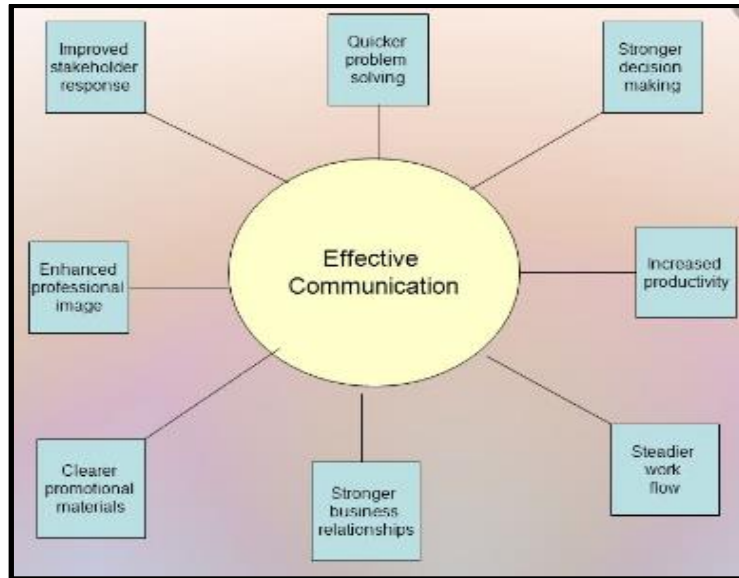 Improved
stakeholder
response
Quicker
problem
solving
Stronger
decision
making
Enhanced
professional
image
Effective
Communication
Increased
productivity
Clearer
promotional
materials
Stronger
business
relationships
Steadier
work
flow